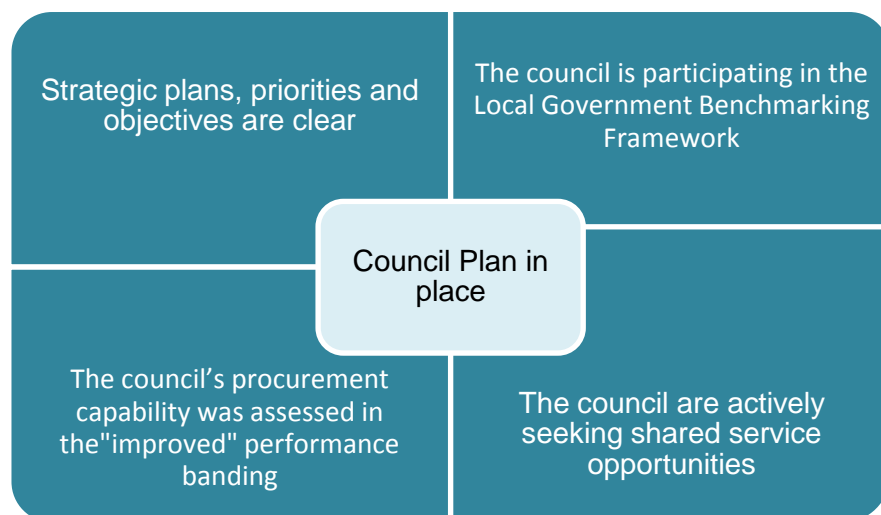 Strategic plans, priorities and
objectives are clear
The council is participating in the
Local Government Benchmarking
Framework
Council Plan in
place
The council’s procurement
capability was assessed in
the"improved" performance
banding
The council are actively
seeking shared service
opportunities